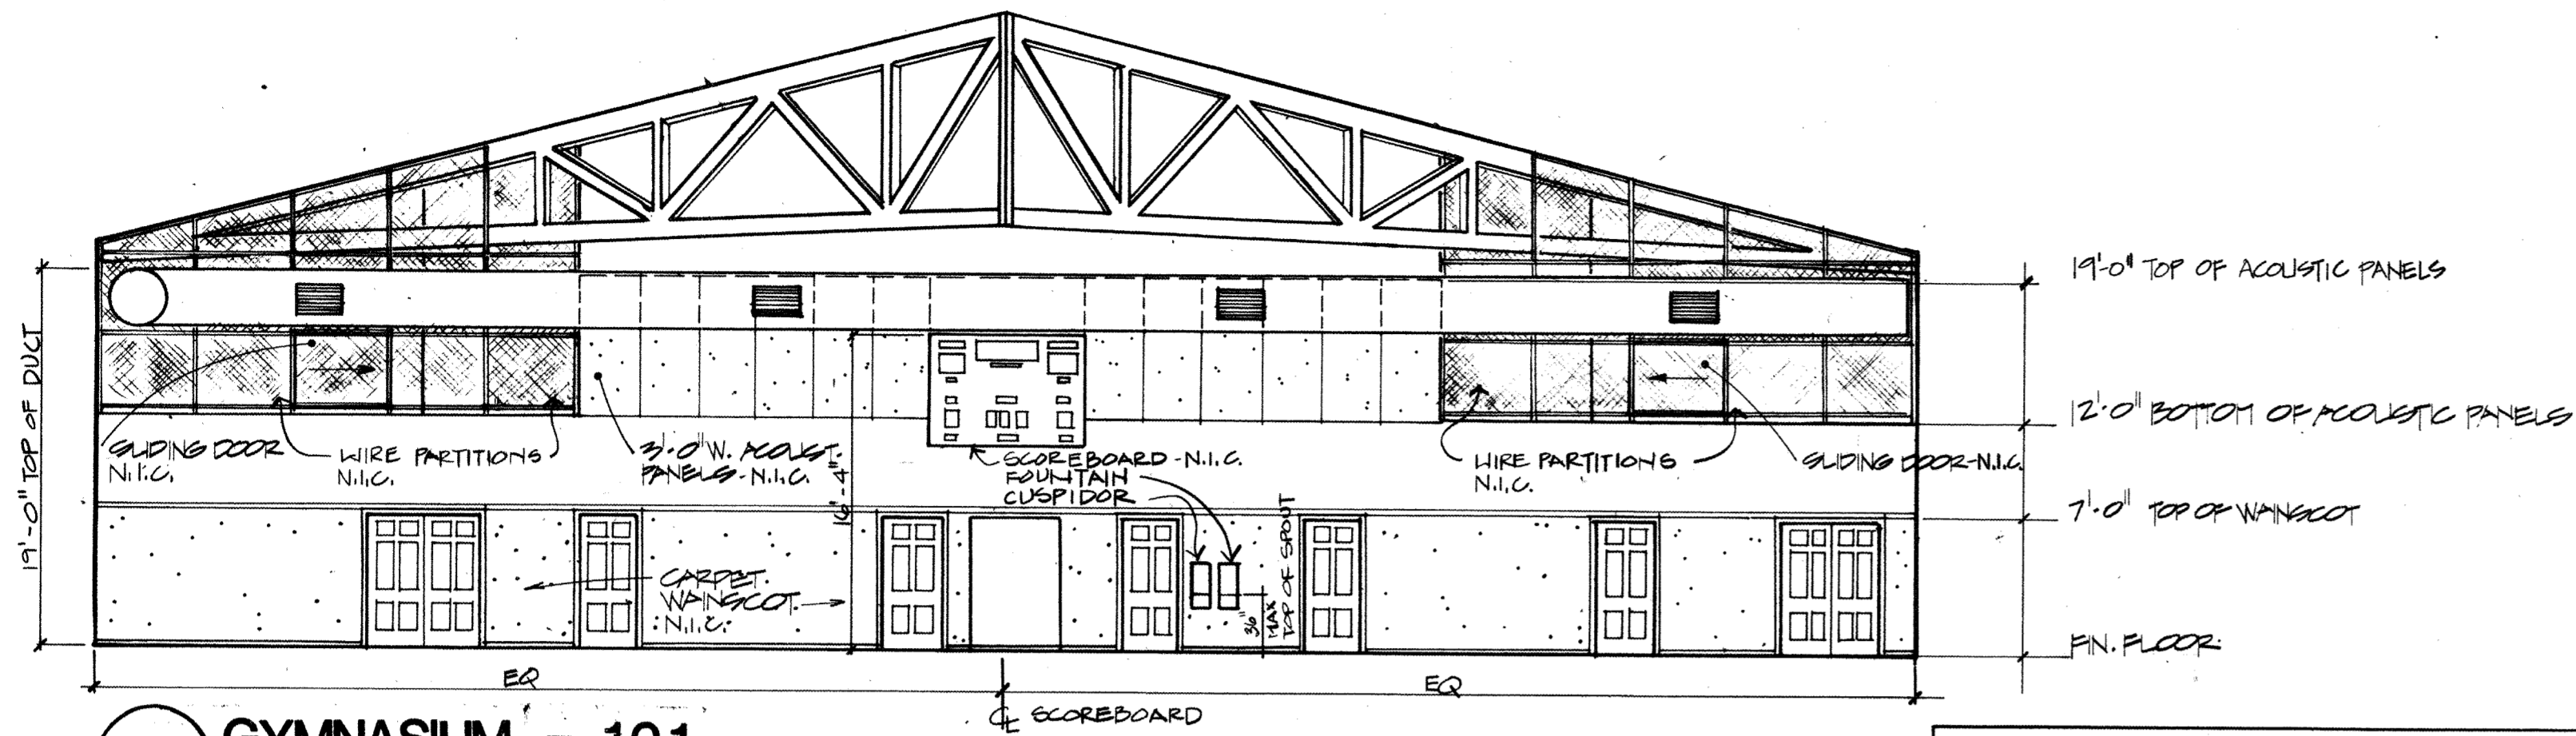 19'-0" TOP OF ACOUSTIC PANELS
19'-0" TOP OF DUCT
12'-0" BOTTOM OF ACOUSTIC PANELS
SLIDING DOOR
N.I.C.
WIRE PARTITIONS
N.I.C.
3'-0" W. ACOUST.
PANELS - N.I.C.
16'-4"
SCOREBOARD - N.I.C.
FOUNTAIN
CUSPIDOR
WIRE PARTITIONS
N.I.C.
SLIDING DOOR-N.I.C.
7'-0" TOP OF WAINSCOT
CARPET.
WAINSCOT.
N.I.C.
36"
MAX
TOP OF SPOUT
FIN. FLOOR
EQ
EQ
CL SCOREBOARD
GYMNASIUM - 101